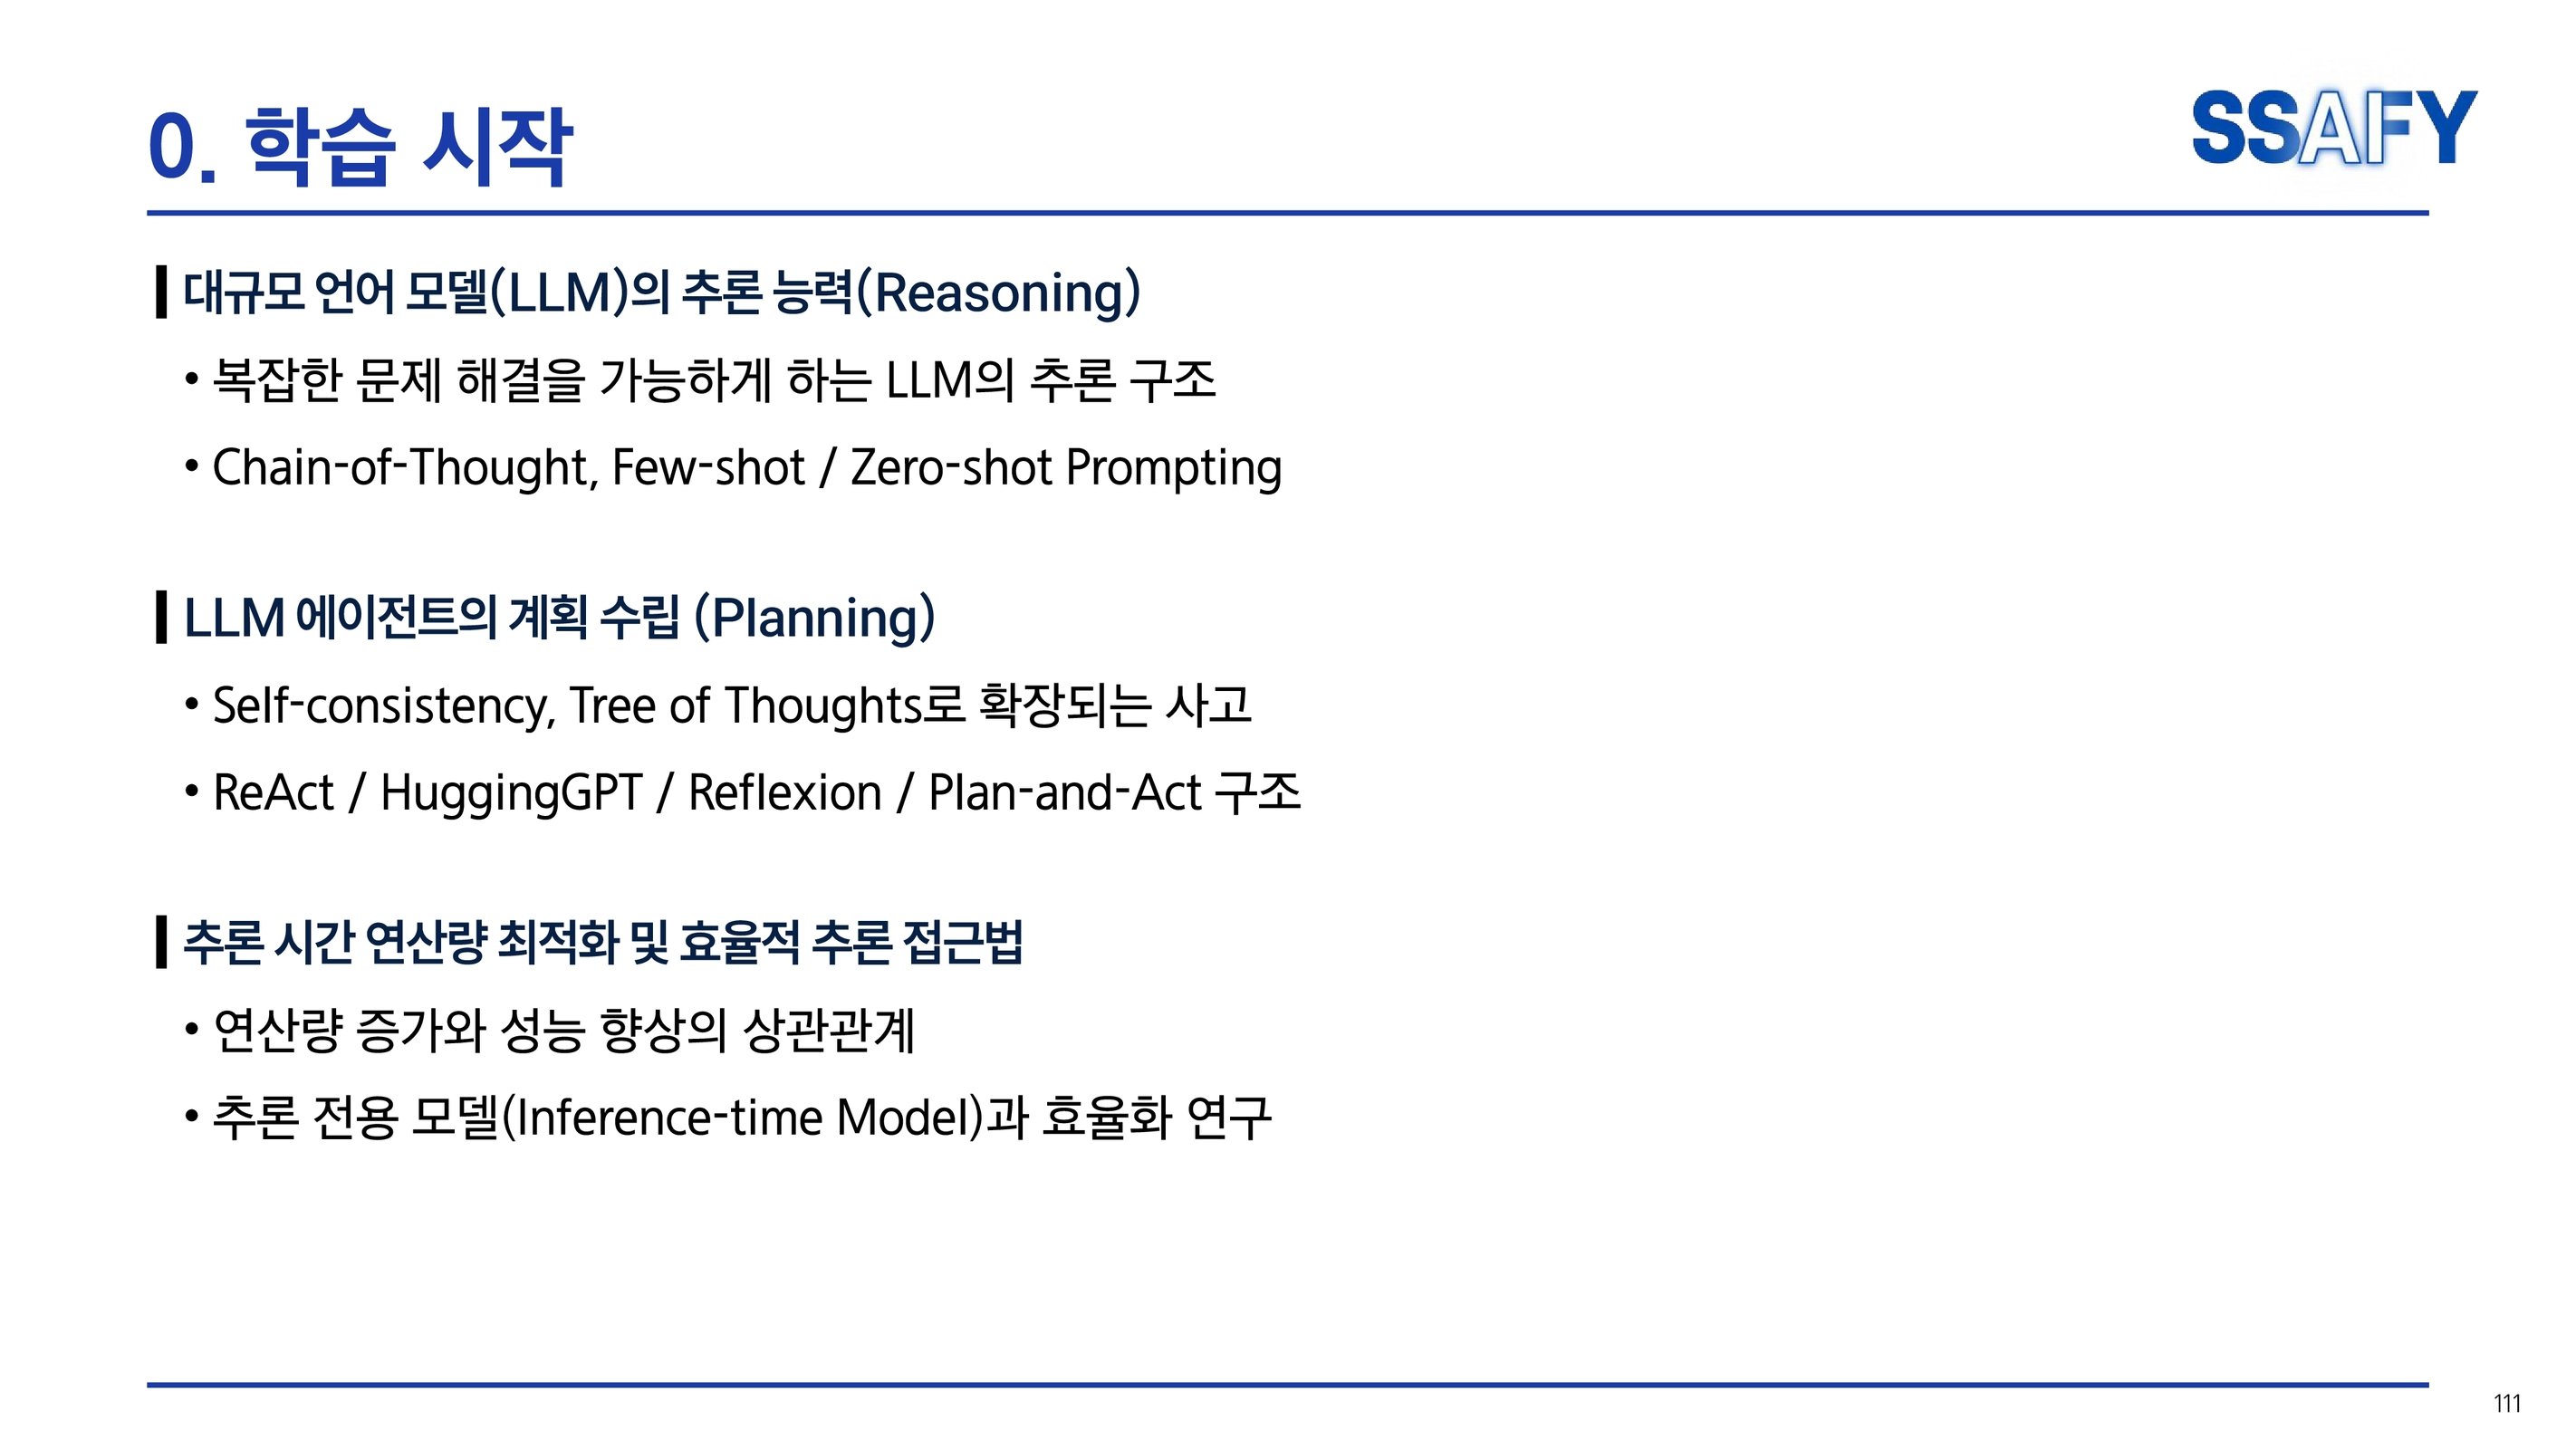 0. 학습 시작
SSAFY
대규모 언어 모델(LLM)의 추론 능력(Reasoning)
• 복잡한 문제 해결을 가능하게 하는 LLM의 추론 구조
• Chain-of-Thought, Few-shot / Zero-shot Prompting
LLM 에이전트의 계획 수립 (Planning)
• Self-consistency, Tree of Thoughts로 확장되는 사고
• ReAct / HuggingGPT / Reflexion / Plan-and-Act 구조
추론 시간 연산량 최적화 및 효율적 추론 접근법
• 연산량 증가와 성능 향상의 상관관계
• 추론 전용 모델(Inference-time Model)과 효율화 연구
111